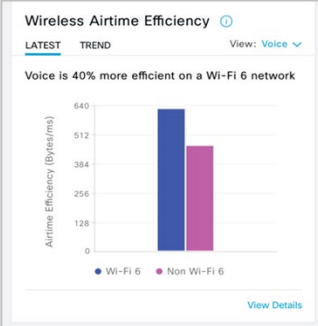 Wireless Airtime Efficiency
LATEST TREND View: Voice
Voice is 40% more efficient on a Wi-Fi 6 network
Airtime Efficiency (Bytes/ms)
640
512
384
256
128
0
Wi-Fi 6 Non Wi-Fi 6
View Details